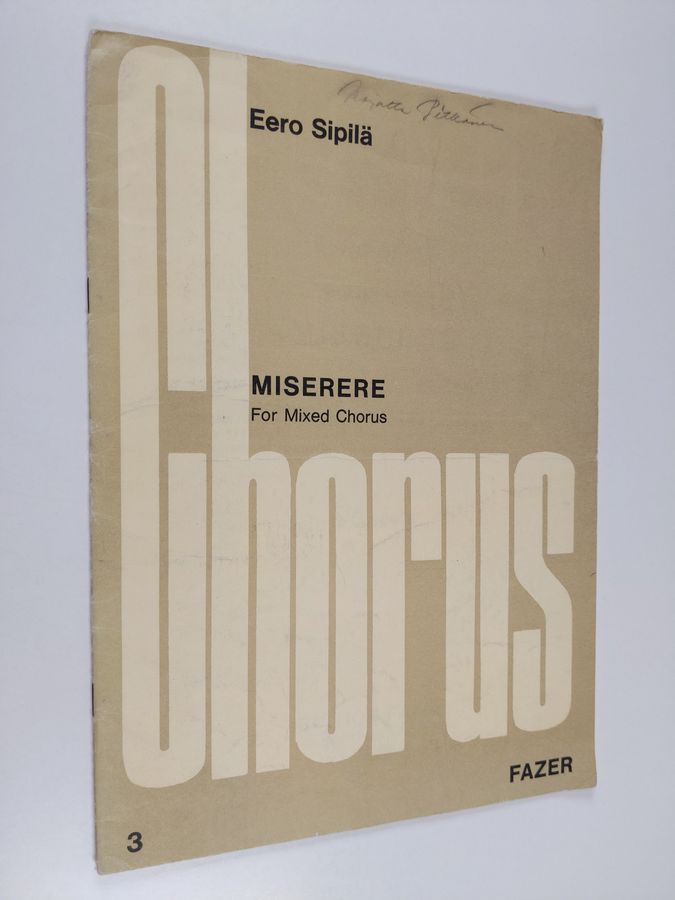 Eero Sipilä
MISERERE
For Mixed Chorus
Chorus
FAZER
3